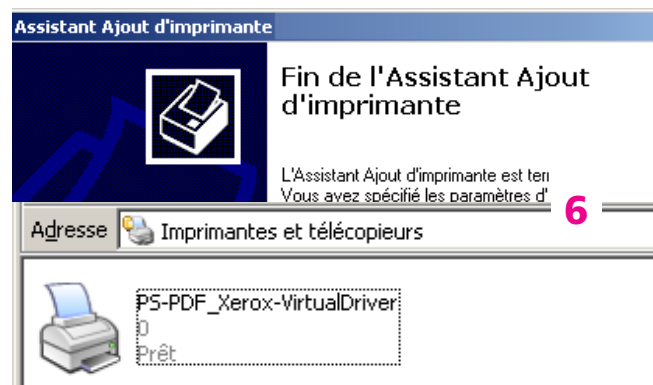 Assistant Ajout d'imprimante
Fin de l'Assistant Ajout
d'imprimante
L'Assistant Ajout d'imprimante est
Vous avez spécifié les paramètres d'
6
Adresse Imprimantes et télécopieurs
PS-PDF_Xerox-VirtualDriver
0
Prêt